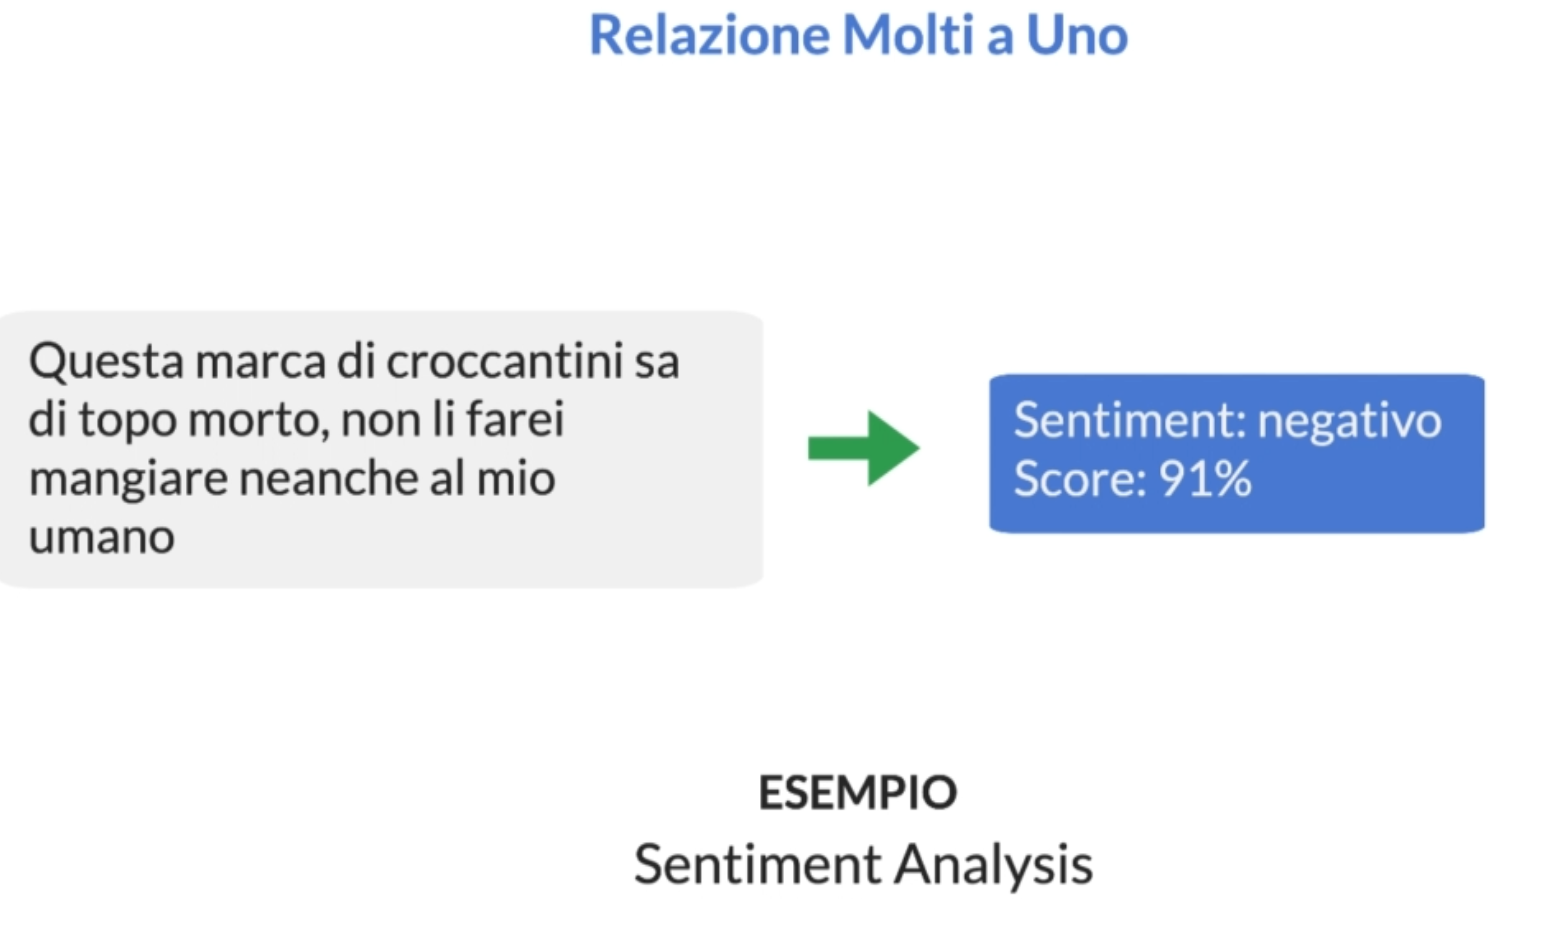 Relazione Molti a Uno
Questa marca di croccantini sa
di topo morto, non li farei
mangiare neanche al mio
umano
Sentiment: negativo
Score: 91%
ESEMPIO
Sentiment Analysis